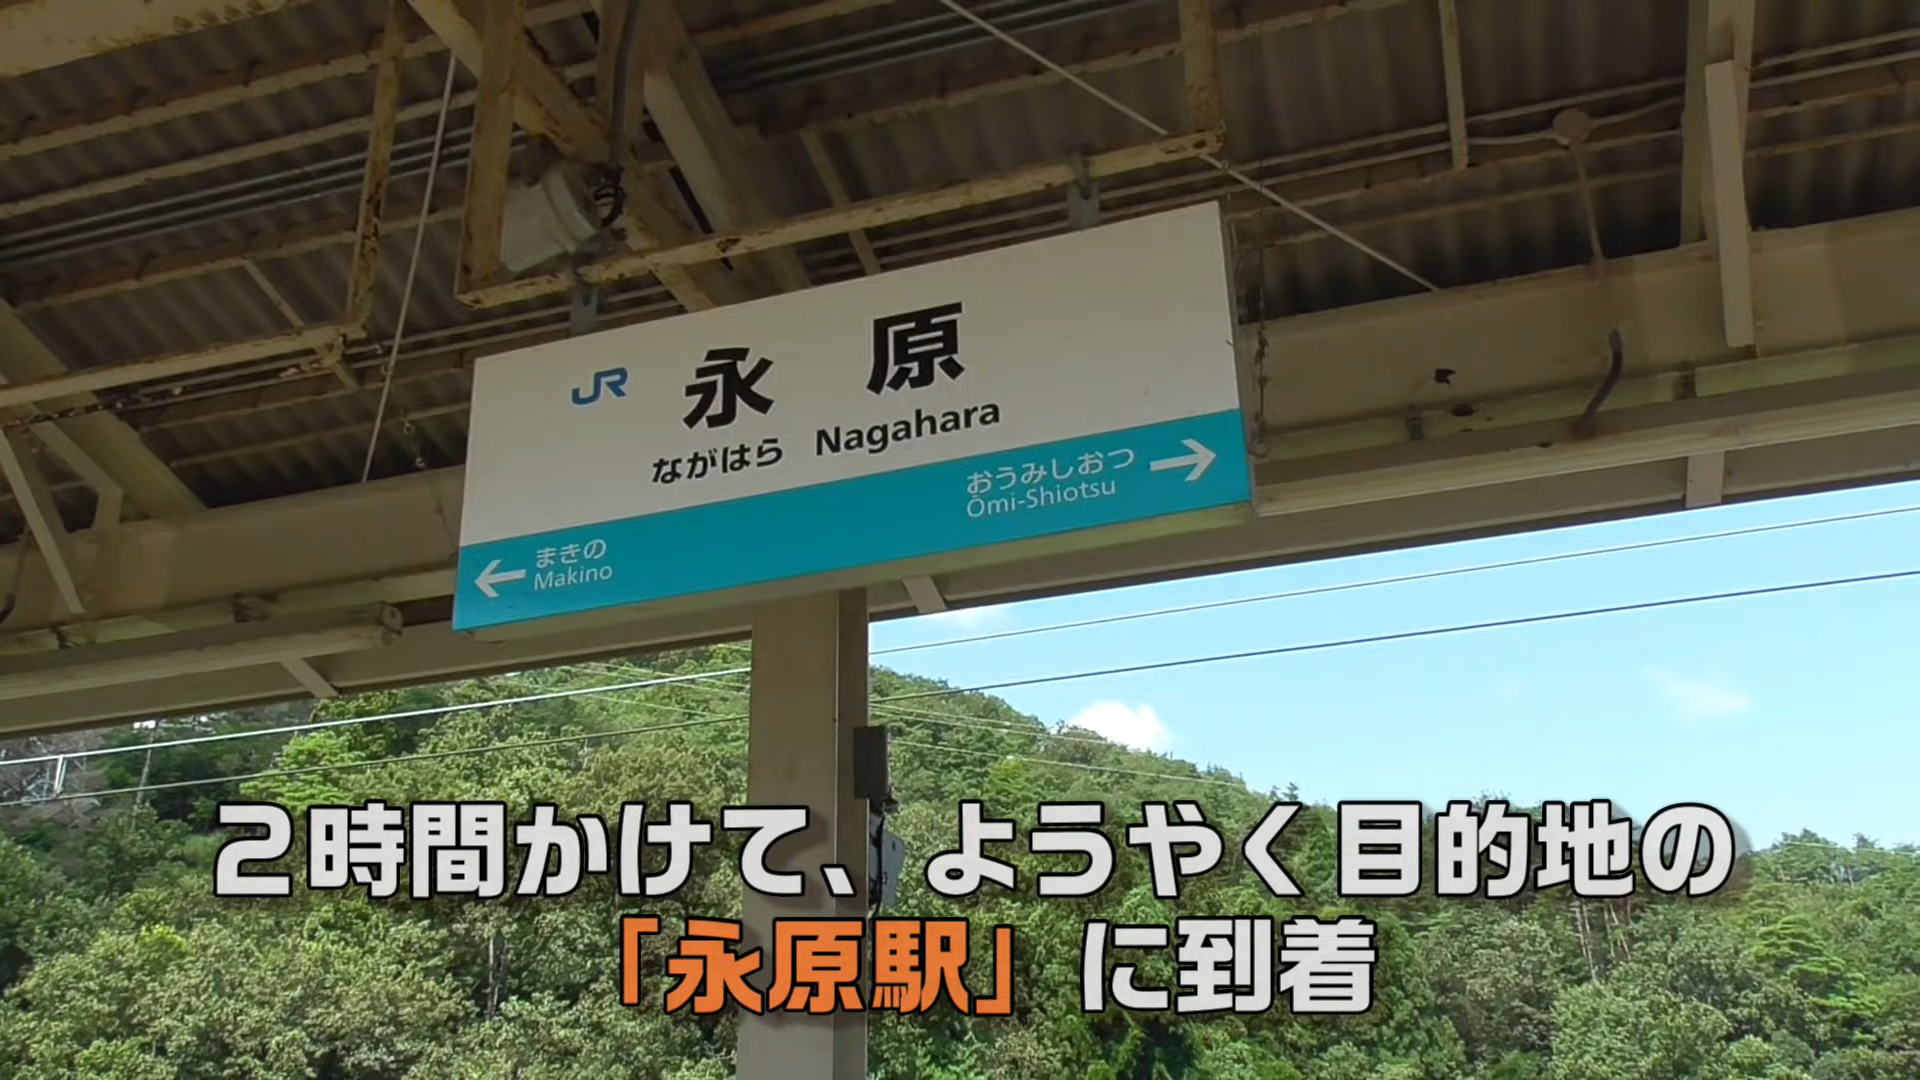 JR 永原
ながはら Nagahara
おうみしおつ →
Ōmi-Shiotsu
← まきの
Makino
2時間かけて、ようやく目的地の
「永原駅」に到着